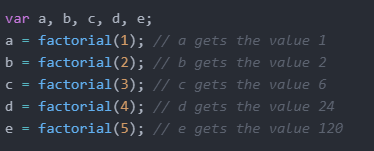 var a, b, c, d, e;
a = factorial(1); // a gets the value 1
b = factorial(2); // b gets the value 2
c = factorial(3); // c gets the value 6
d = factorial(4); // d gets the value 24
e = factorial(5); // e gets the value 120